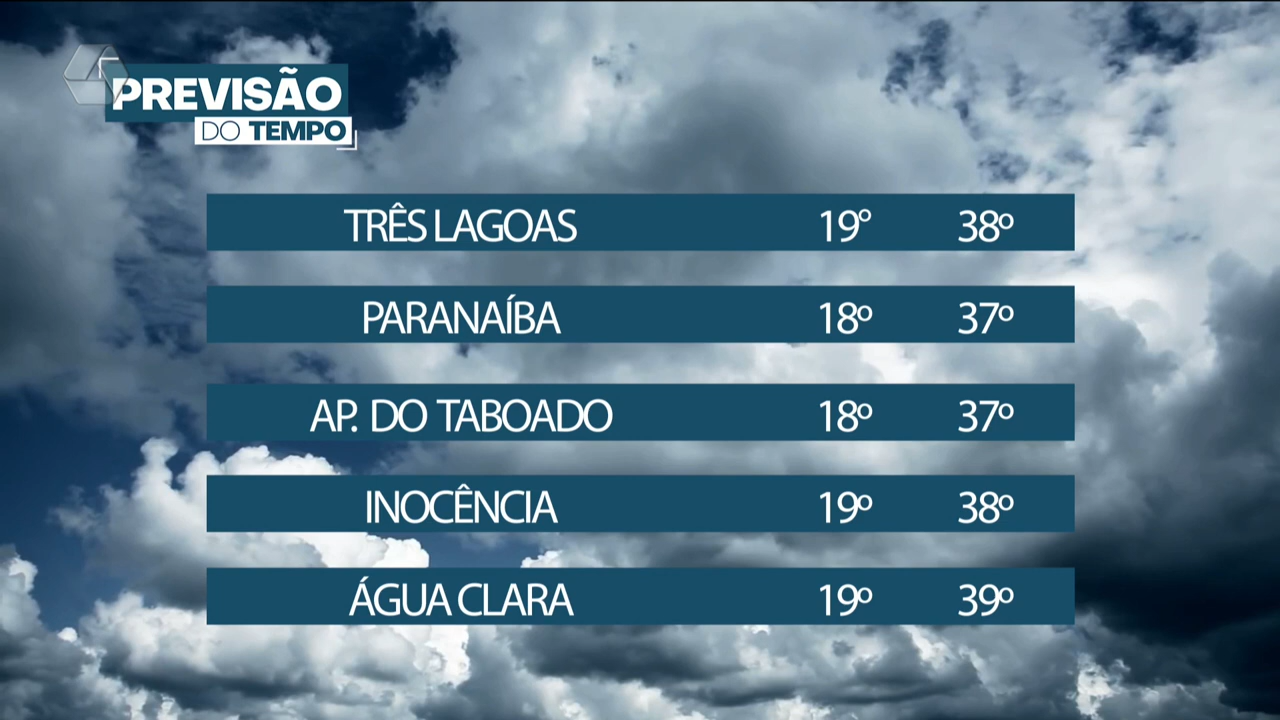 PREVISÃO
DO TEMPO
TRÊS LAGOAS 19° 38º
PARANAÍBA 18º 37º
AP. DO TABOADO 18º 37º
INOCÊNCIA 19º 38º
ÁGUA CLARA 19º 39º